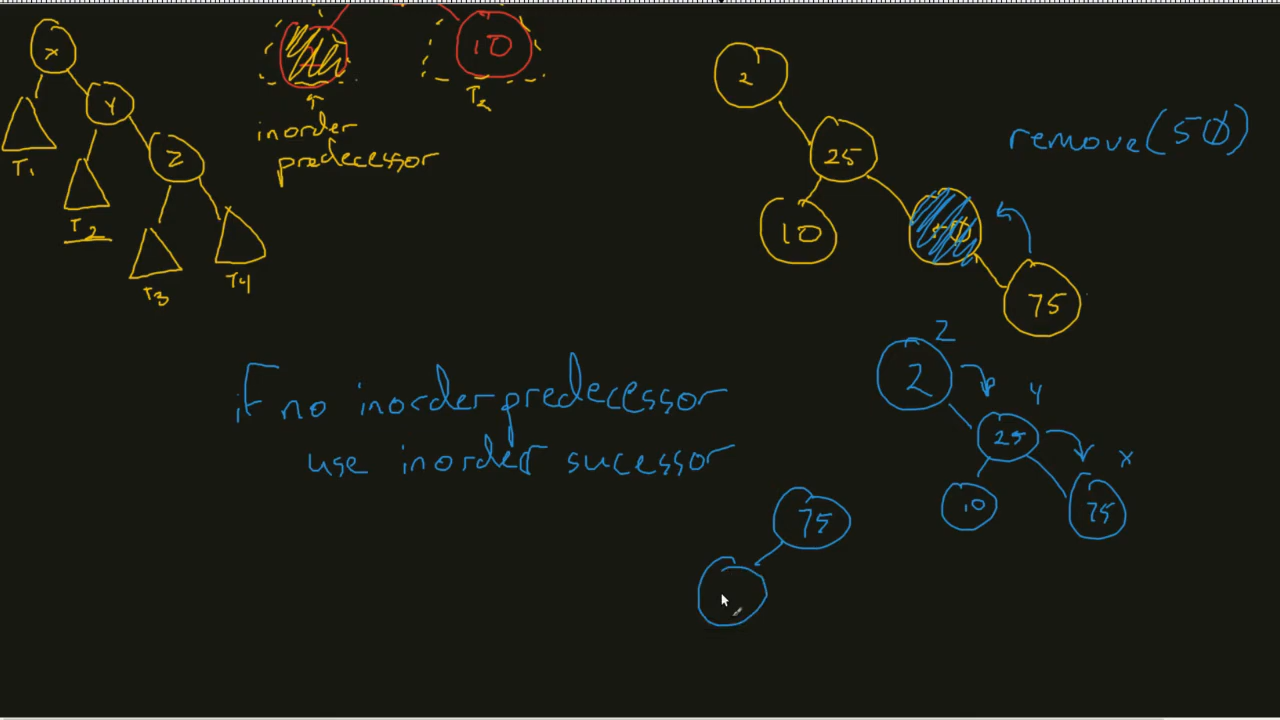 x
Y
Z
T1
T2
T3
T4
10
T2
inorder
predecessor
2
25
10
50
75
remove(50)
if no inorder predecessor
use inorder sucessor
Z
2
Y
25
x
10
75
75